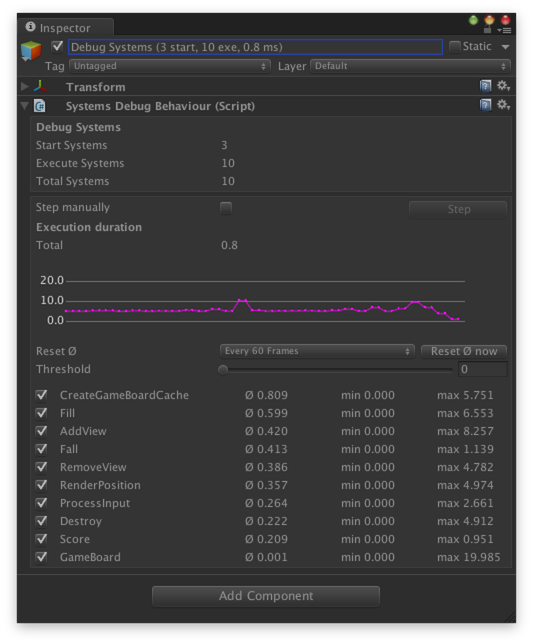 Inspector
Debug Systems (3 start, 10 exe, 0.8 ms) Static
Tag Untagged Layer Default
Transform
C# Systems Debug Behaviour (Script)
Debug Systems
Start Systems 3
Execute Systems 10
Total Systems 10
Step manually Step
Execution duration
Total 0.8
20.0
10.0
0.0
Reset Ø Every 60 Frames Reset Ø now
Threshold 0
CreateGameBoardCache Ø 0.809 min 0.000 max 5.751
Fill Ø 0.599 min 0.000 max 6.553
AddView Ø 0.420 min 0.000 max 8.257
Fall Ø 0.413 min 0.000 max 1.139
RemoveView Ø 0.386 min 0.000 max 4.782
RenderPosition Ø 0.357 min 0.000 max 4.974
ProcessInput Ø 0.264 min 0.000 max 2.661
Destroy Ø 0.222 min 0.000 max 4.912
Score Ø 0.209 min 0.000 max 0.951
GameBoard Ø 0.001 min 0.000 max 19.985
Add Component